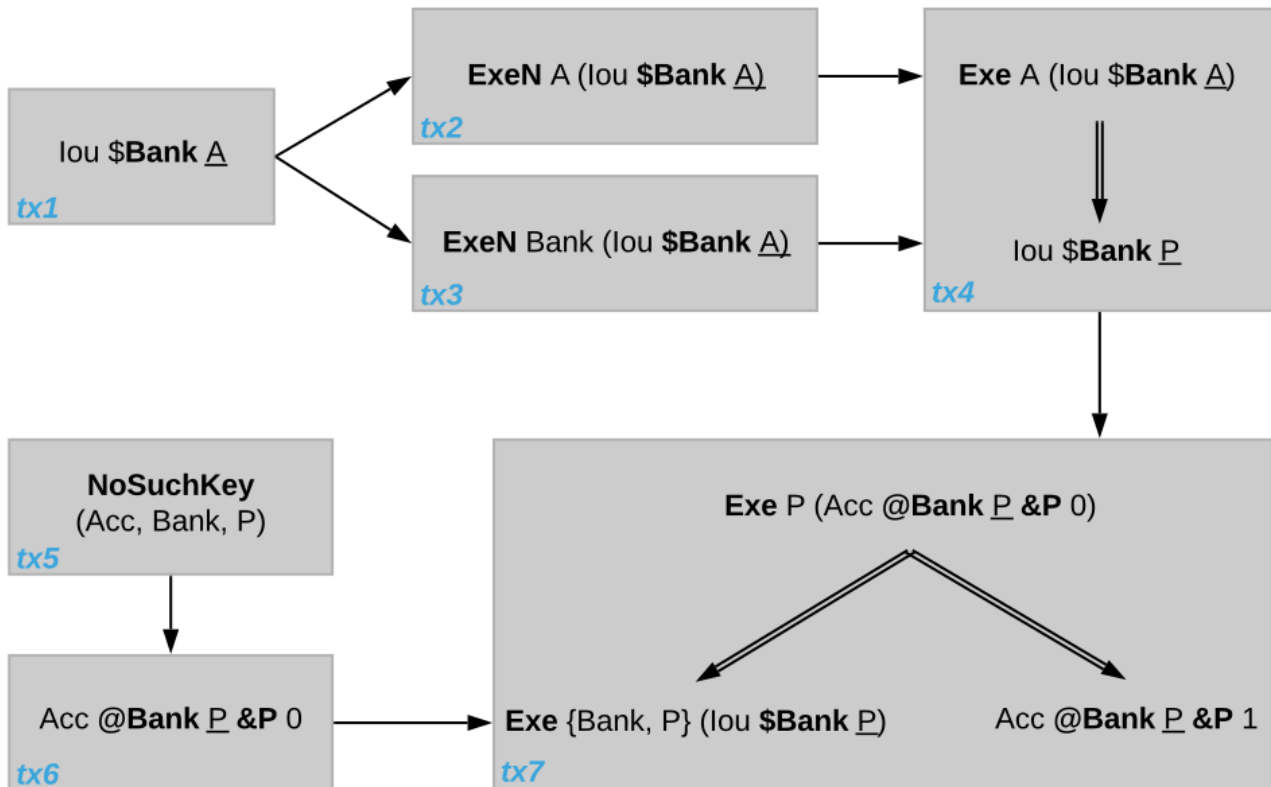 Iou $Bank A
tx1
ExeN A (Iou $Bank A)
tx2
ExeN Bank (Iou $Bank A)
tx3
Exe A (Iou $Bank A)
Iou $Bank P
tx4
NoSuchKey
(Acc, Bank, P)
tx5
Acc @Bank P &P 0
tx6
Exe P (Acc @Bank P &P 0)
Exe {Bank, P} (Iou $Bank P)
Acc @Bank P &P 1
tx7